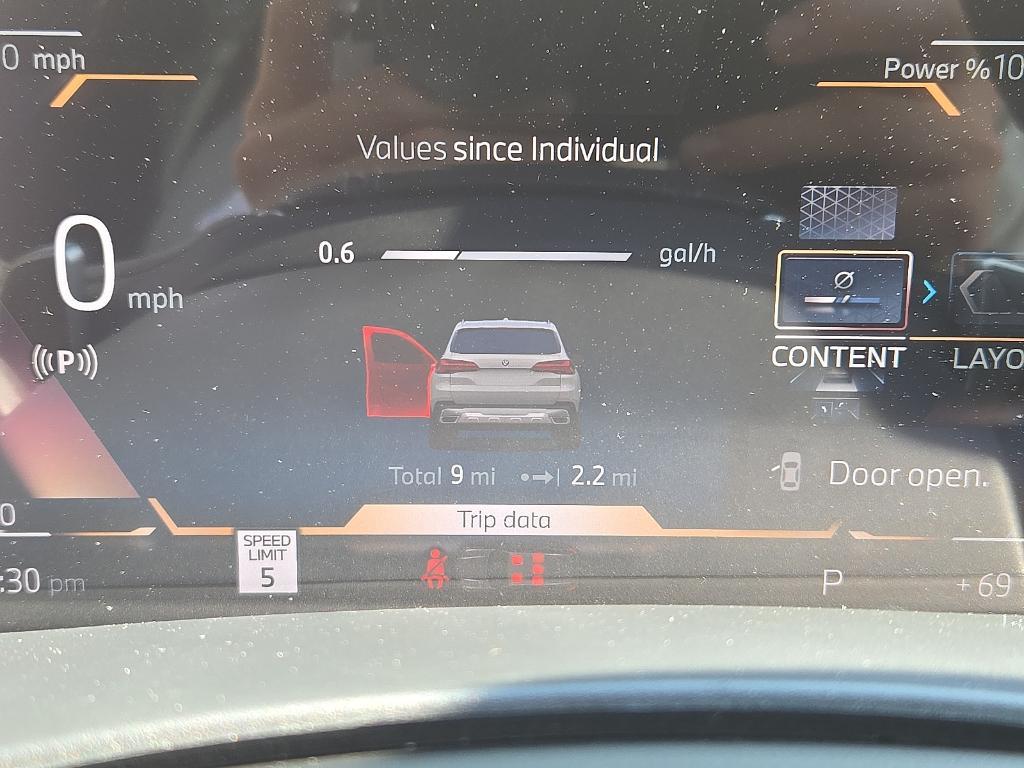 0 mph
Power %10
Values since Individual
0.6 gal/h
0 mph
((P))
CONTENT
LAYO
Total 9 mi 2.2 mi
Door open.
Trip data
0
SPEED
LIMIT
5
:30 pm
P
+69